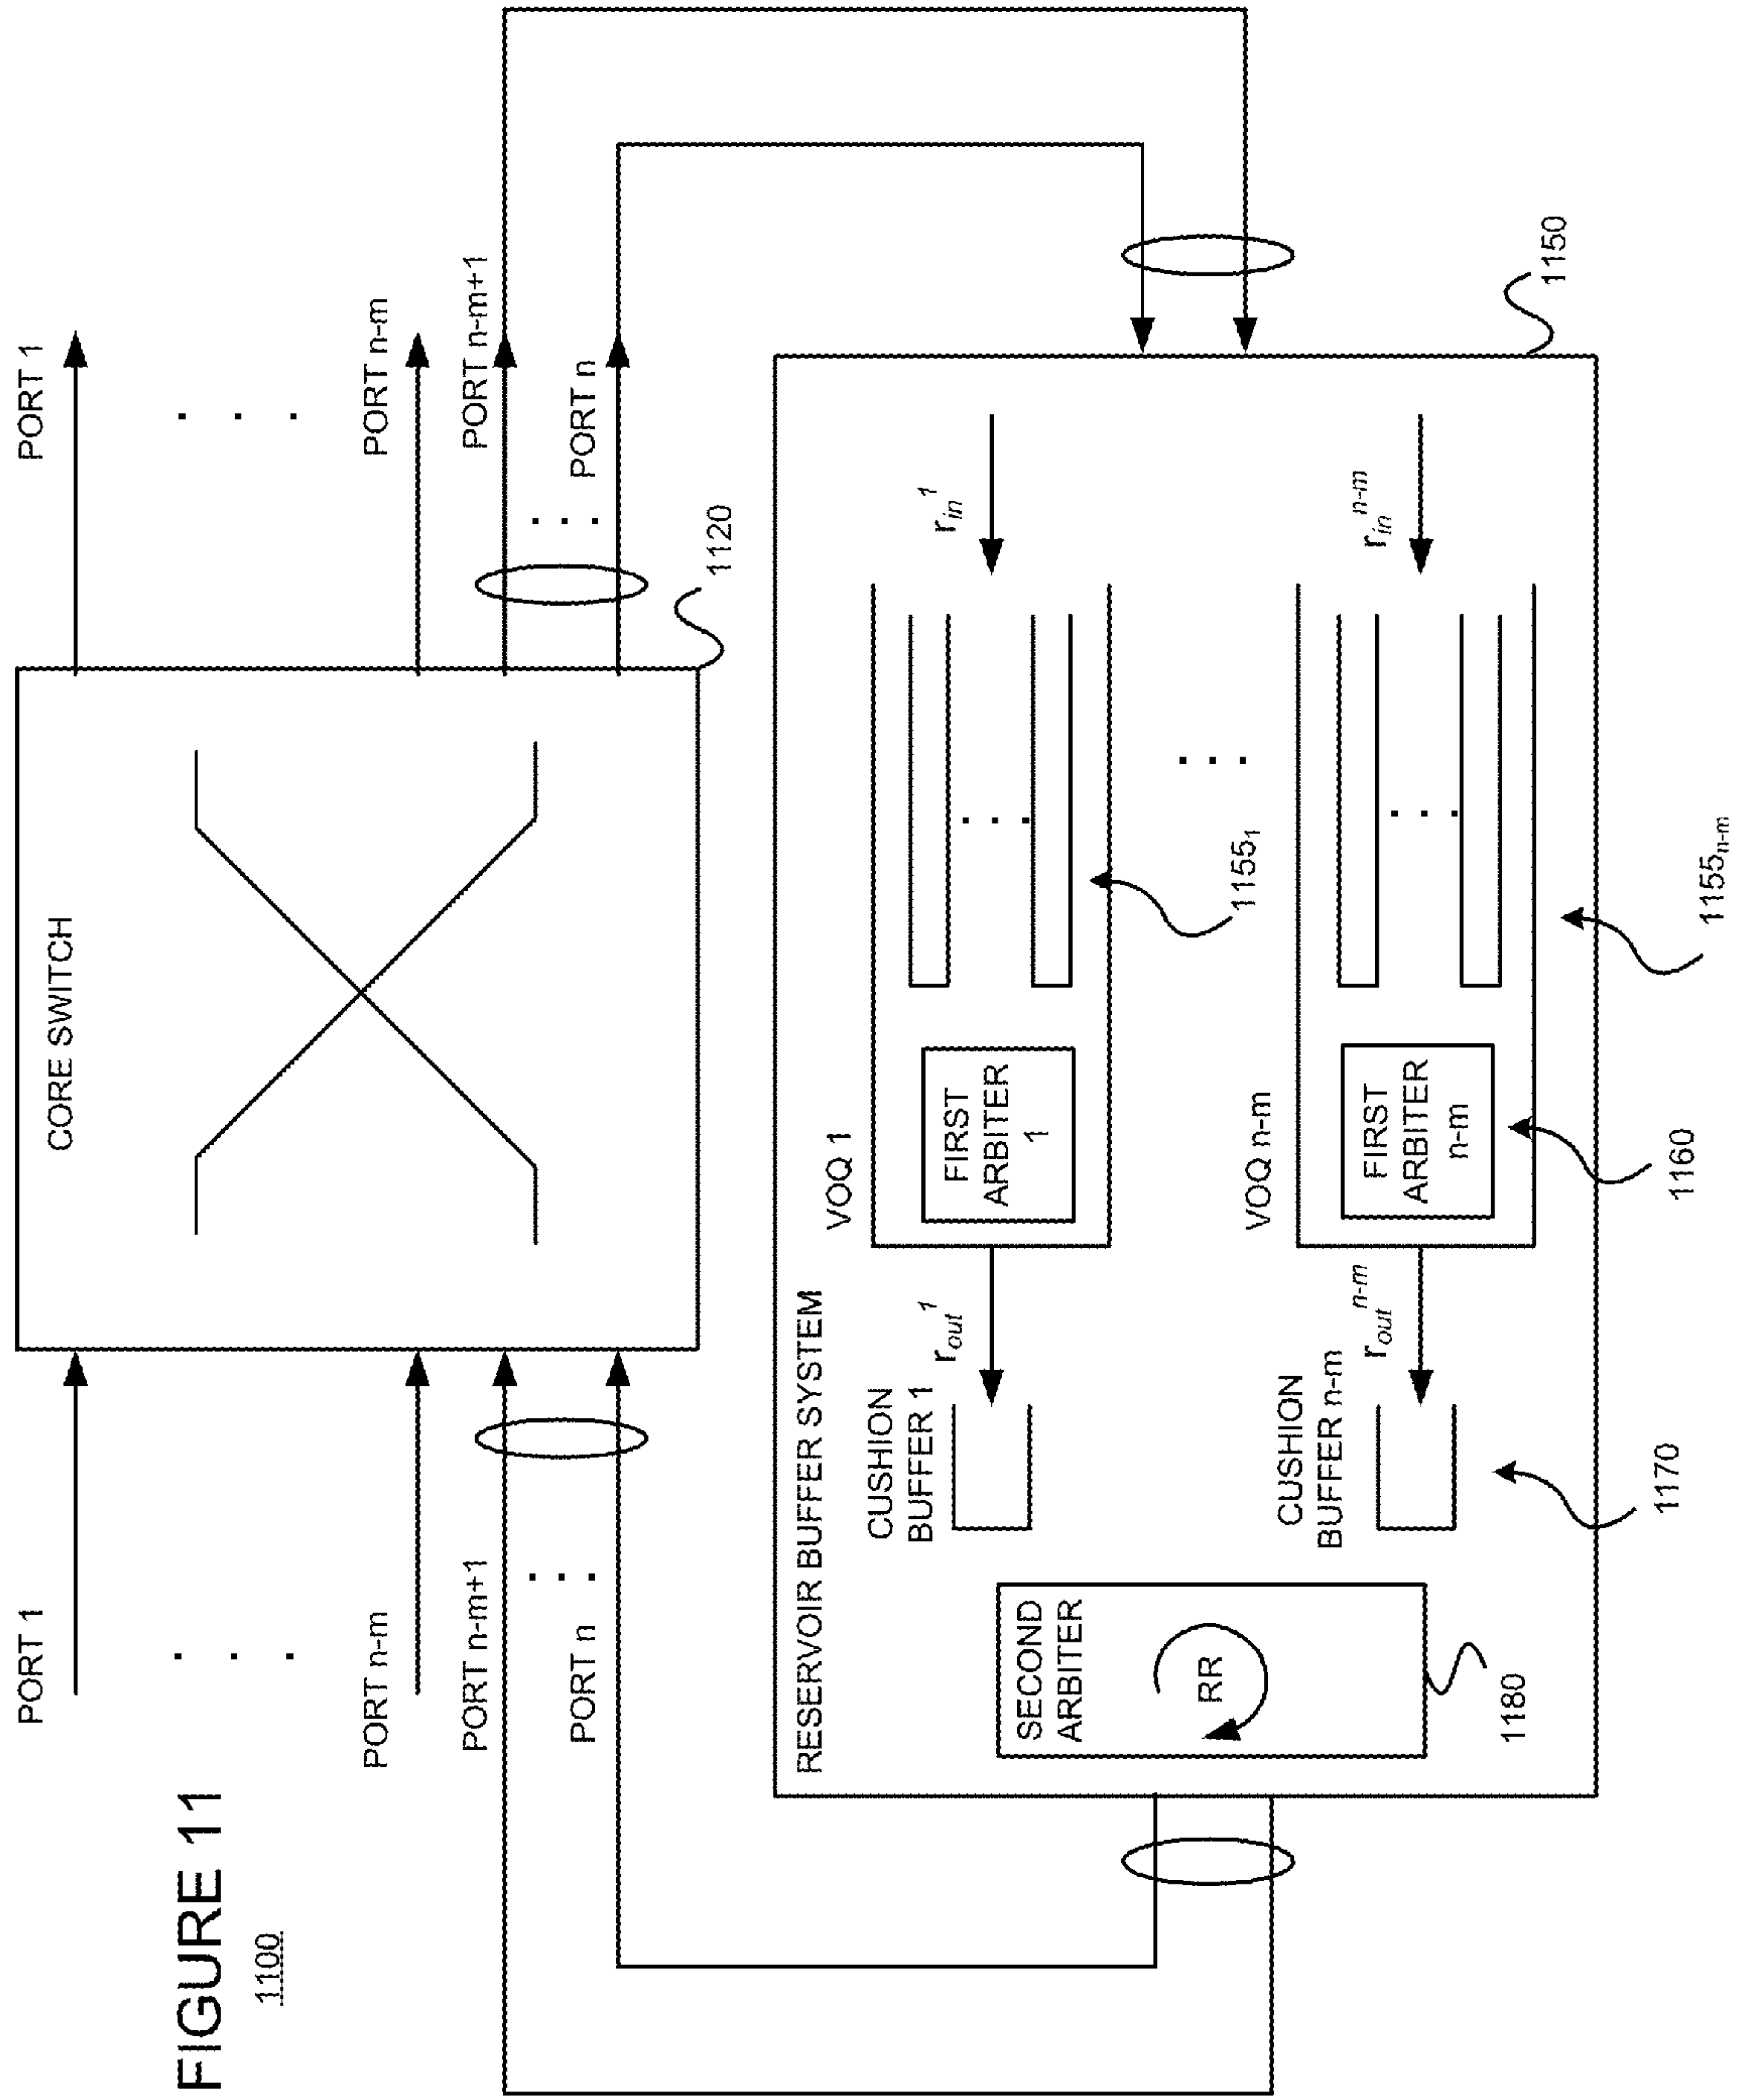 FIGURE 11
1100
PORT 1
. . .
PORT n-m
PORT n-m+1
. . .
PORT n
CORE SWITCH
1120
PORT 1
. . .
PORT n-m
PORT n-m+1
. . .
PORT n
RESERVOIR BUFFER SYSTEM
1150
SECOND
ARBITER
RR
1180
CUSHION
BUFFER 1
r_out^1
VOQ 1
FIRST
ARBITER
1
. . .
1155₁
r_in^1
. . .
CUSHION
BUFFER n-m
1170
r_out^n-m
VOQ n-m
FIRST
ARBITER
n-m
1160
. . .
1155n-m
r_in^n-m